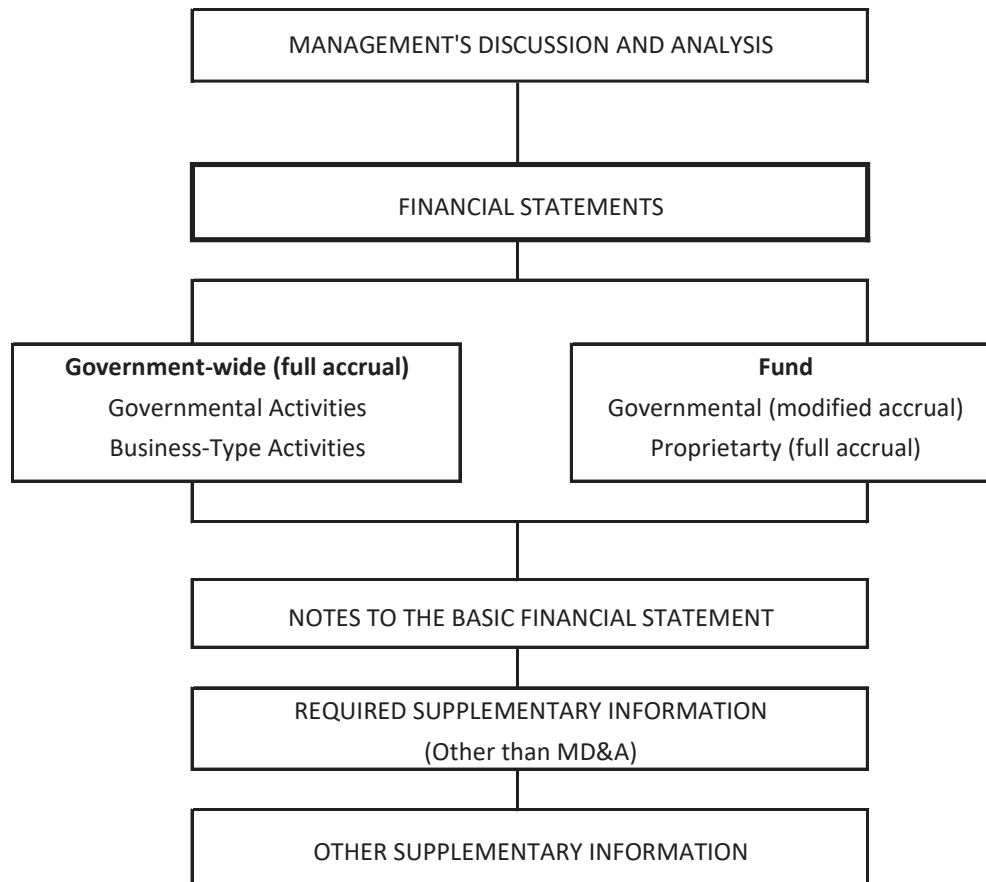 MANAGEMENT'S DISCUSSION AND ANALYSIS
FINANCIAL STATEMENTS
Government-wide (full accrual)
Governmental Activities
Business-Type Activities
Fund
Governmental (modified accrual)
Proprietarty (full accrual)
NOTES TO THE BASIC FINANCIAL STATEMENT
REQUIRED SUPPLEMENTARY INFORMATION
(Other than MD&A)
OTHER SUPPLEMENTARY INFORMATION